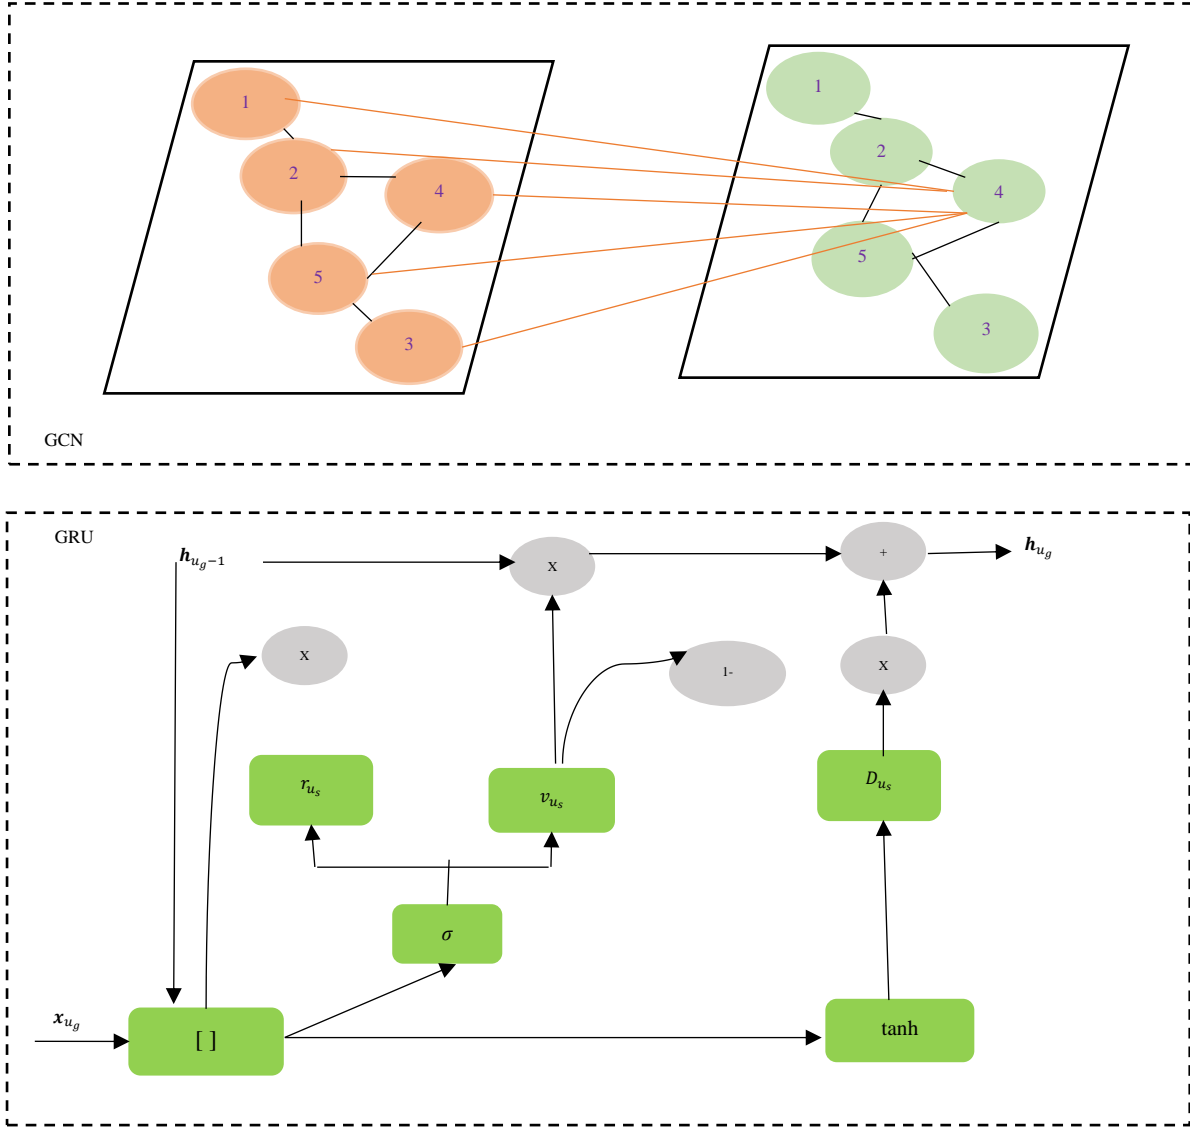 1
1
2
2
4
4
5
5
3
3
GCN
GRU
h_{u_g-1}
X
+
h_{u_g}
X
1-
X
r_{u_s}
v_{u_s}
D_{u_s}
σ
x_{u_g}
[ ]
tanh